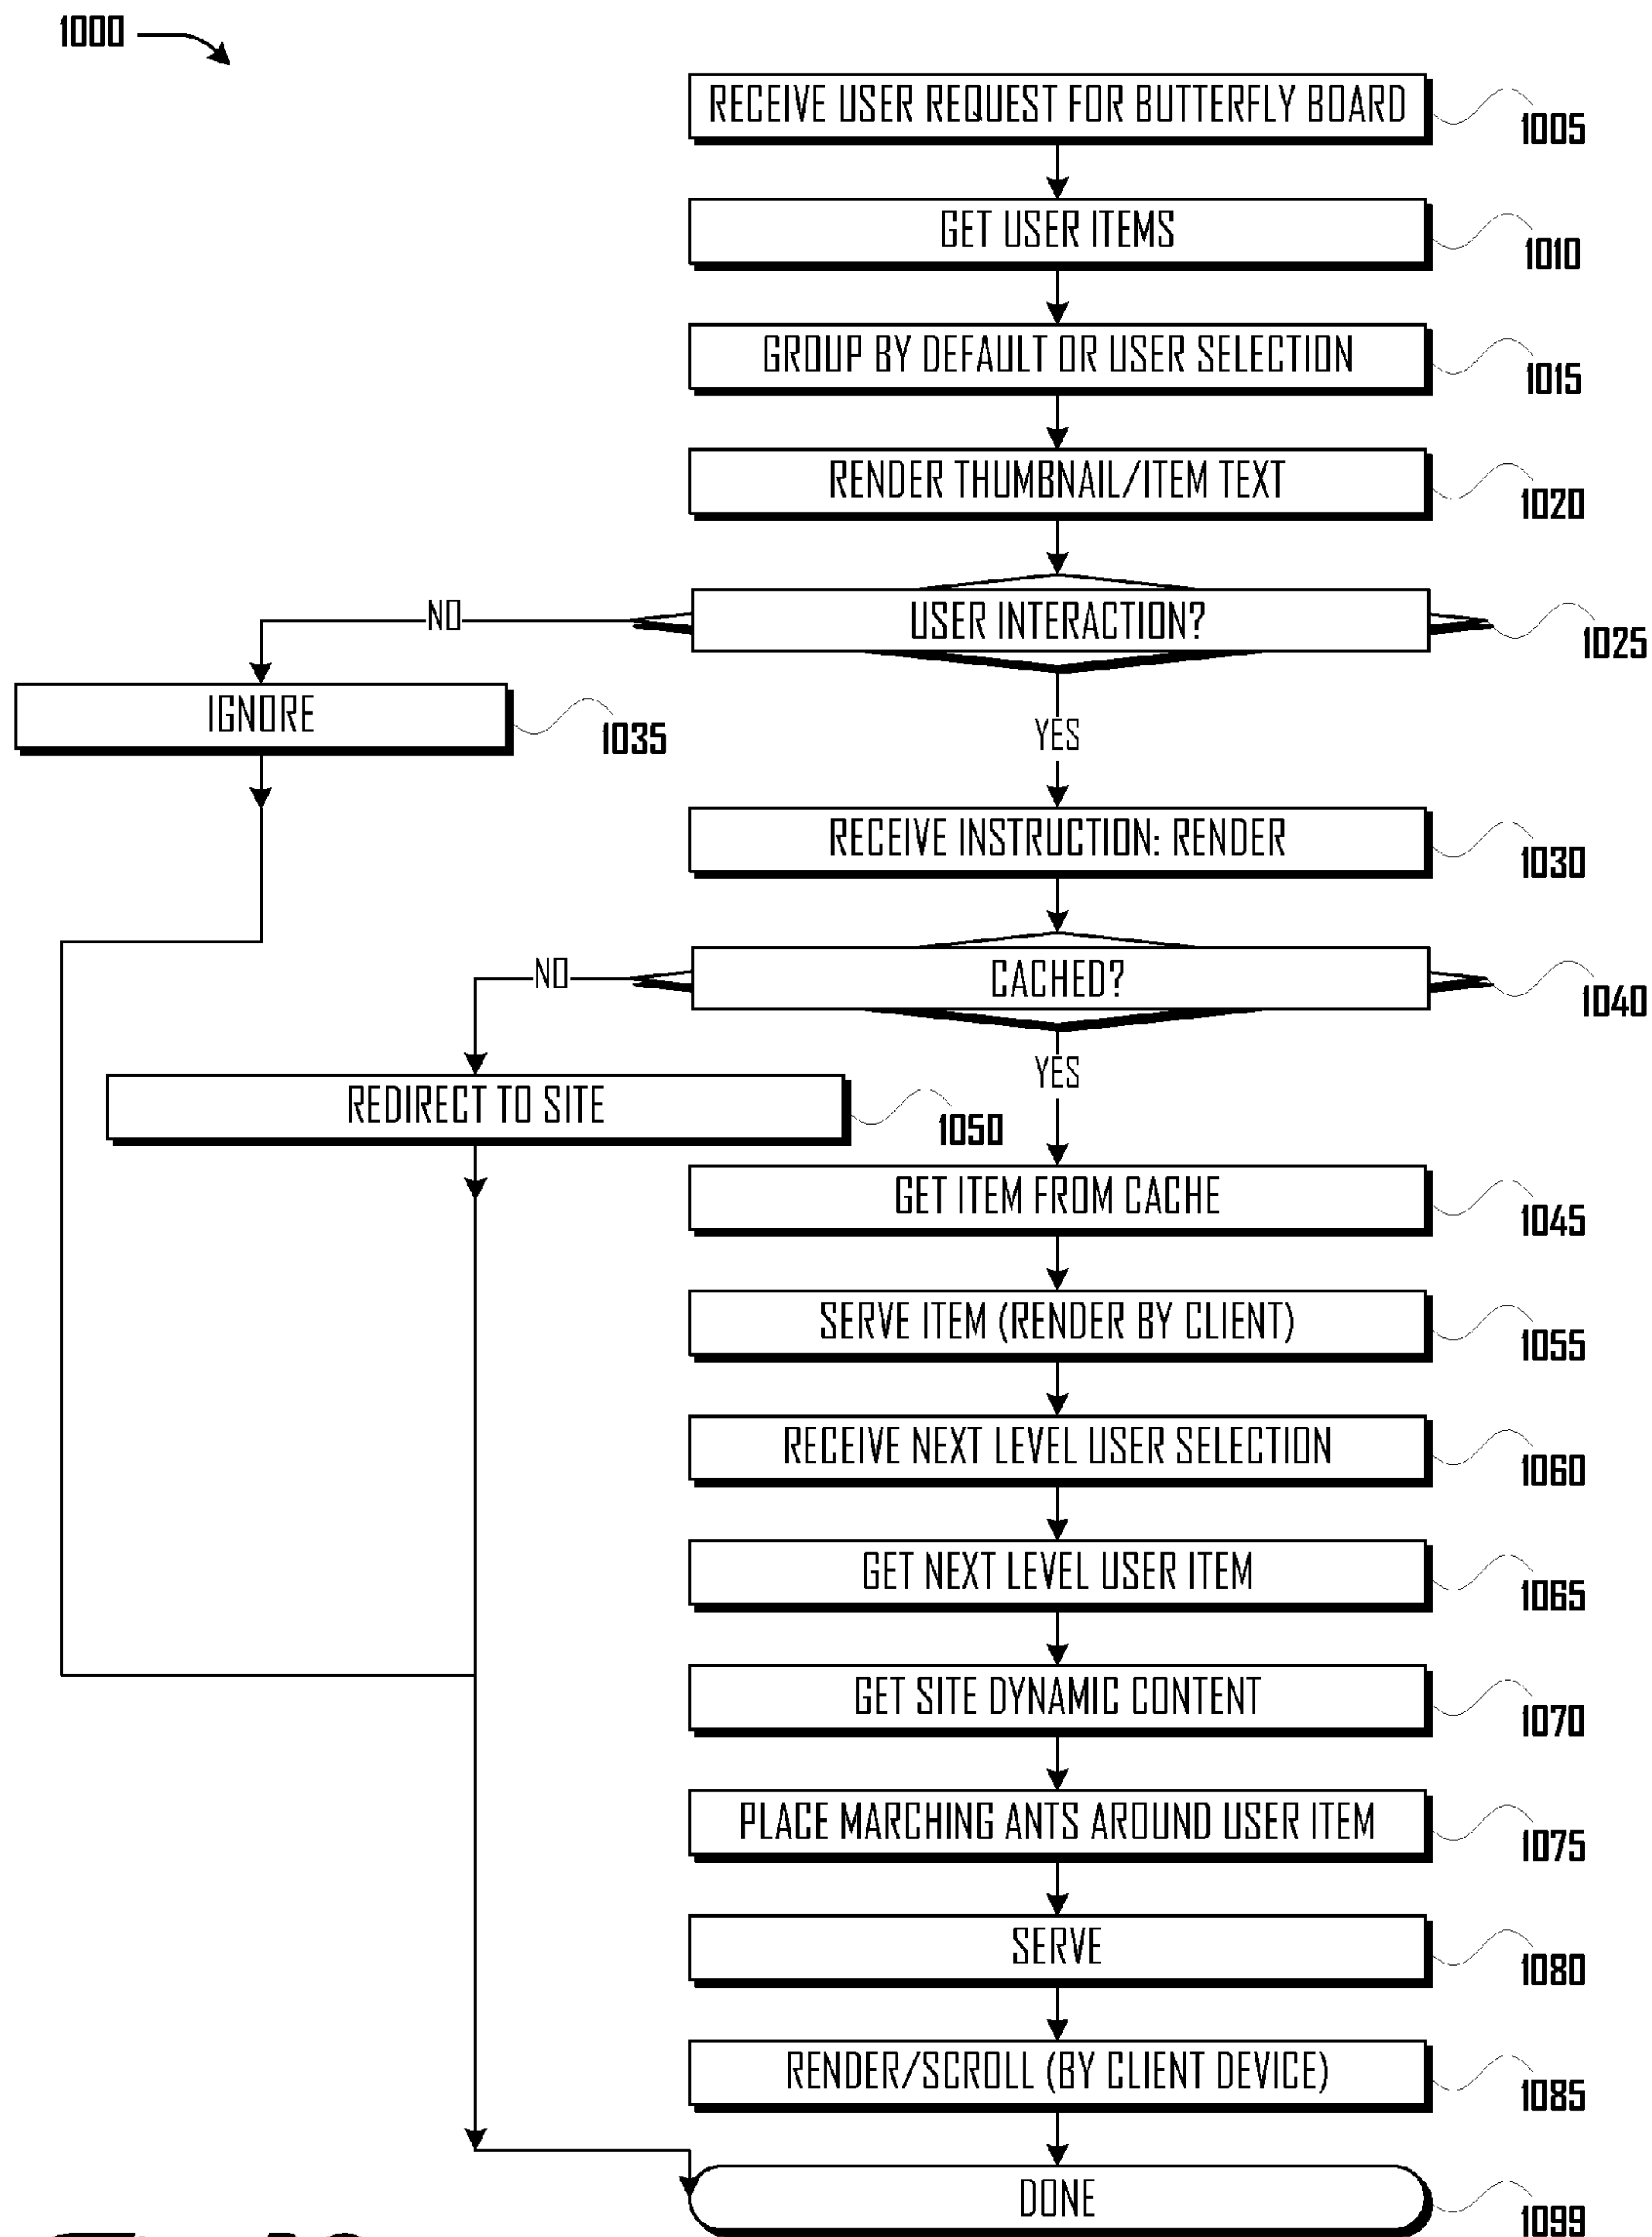 1000
RECEIVE USER REQUEST FOR BUTTERFLY BOARD
1005
GET USER ITEMS
1010
GROUP BY DEFAULT OR USER SELECTION
1015
RENDER THUMBNAIL/ITEM TEXT
1020
NO
USER INTERACTION?
1025
IGNORE
1035
YES
RECEIVE INSTRUCTION: RENDER
1030
NO
CACHED?
1040
YES
REDIRECT TO SITE
1050
GET ITEM FROM CACHE
1045
SERVE ITEM (RENDER BY CLIENT)
1055
RECEIVE NEXT LEVEL USER SELECTION
1060
GET NEXT LEVEL USER ITEM
1065
GET SITE DYNAMIC CONTENT
1070
PLACE MARCHING ANTS AROUND USER ITEM
1075
SERVE
1080
RENDER/SCROLL (BY CLIENT DEVICE)
1085
DONE
1099